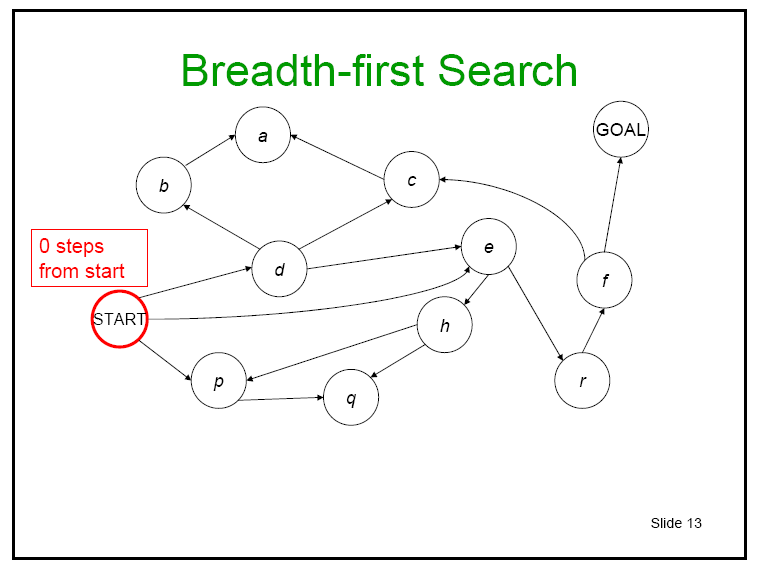 Breadth-first Search
a
GOAL
b
c
0 steps
from start
d
e
f
START
h
p
q
r
Slide 13